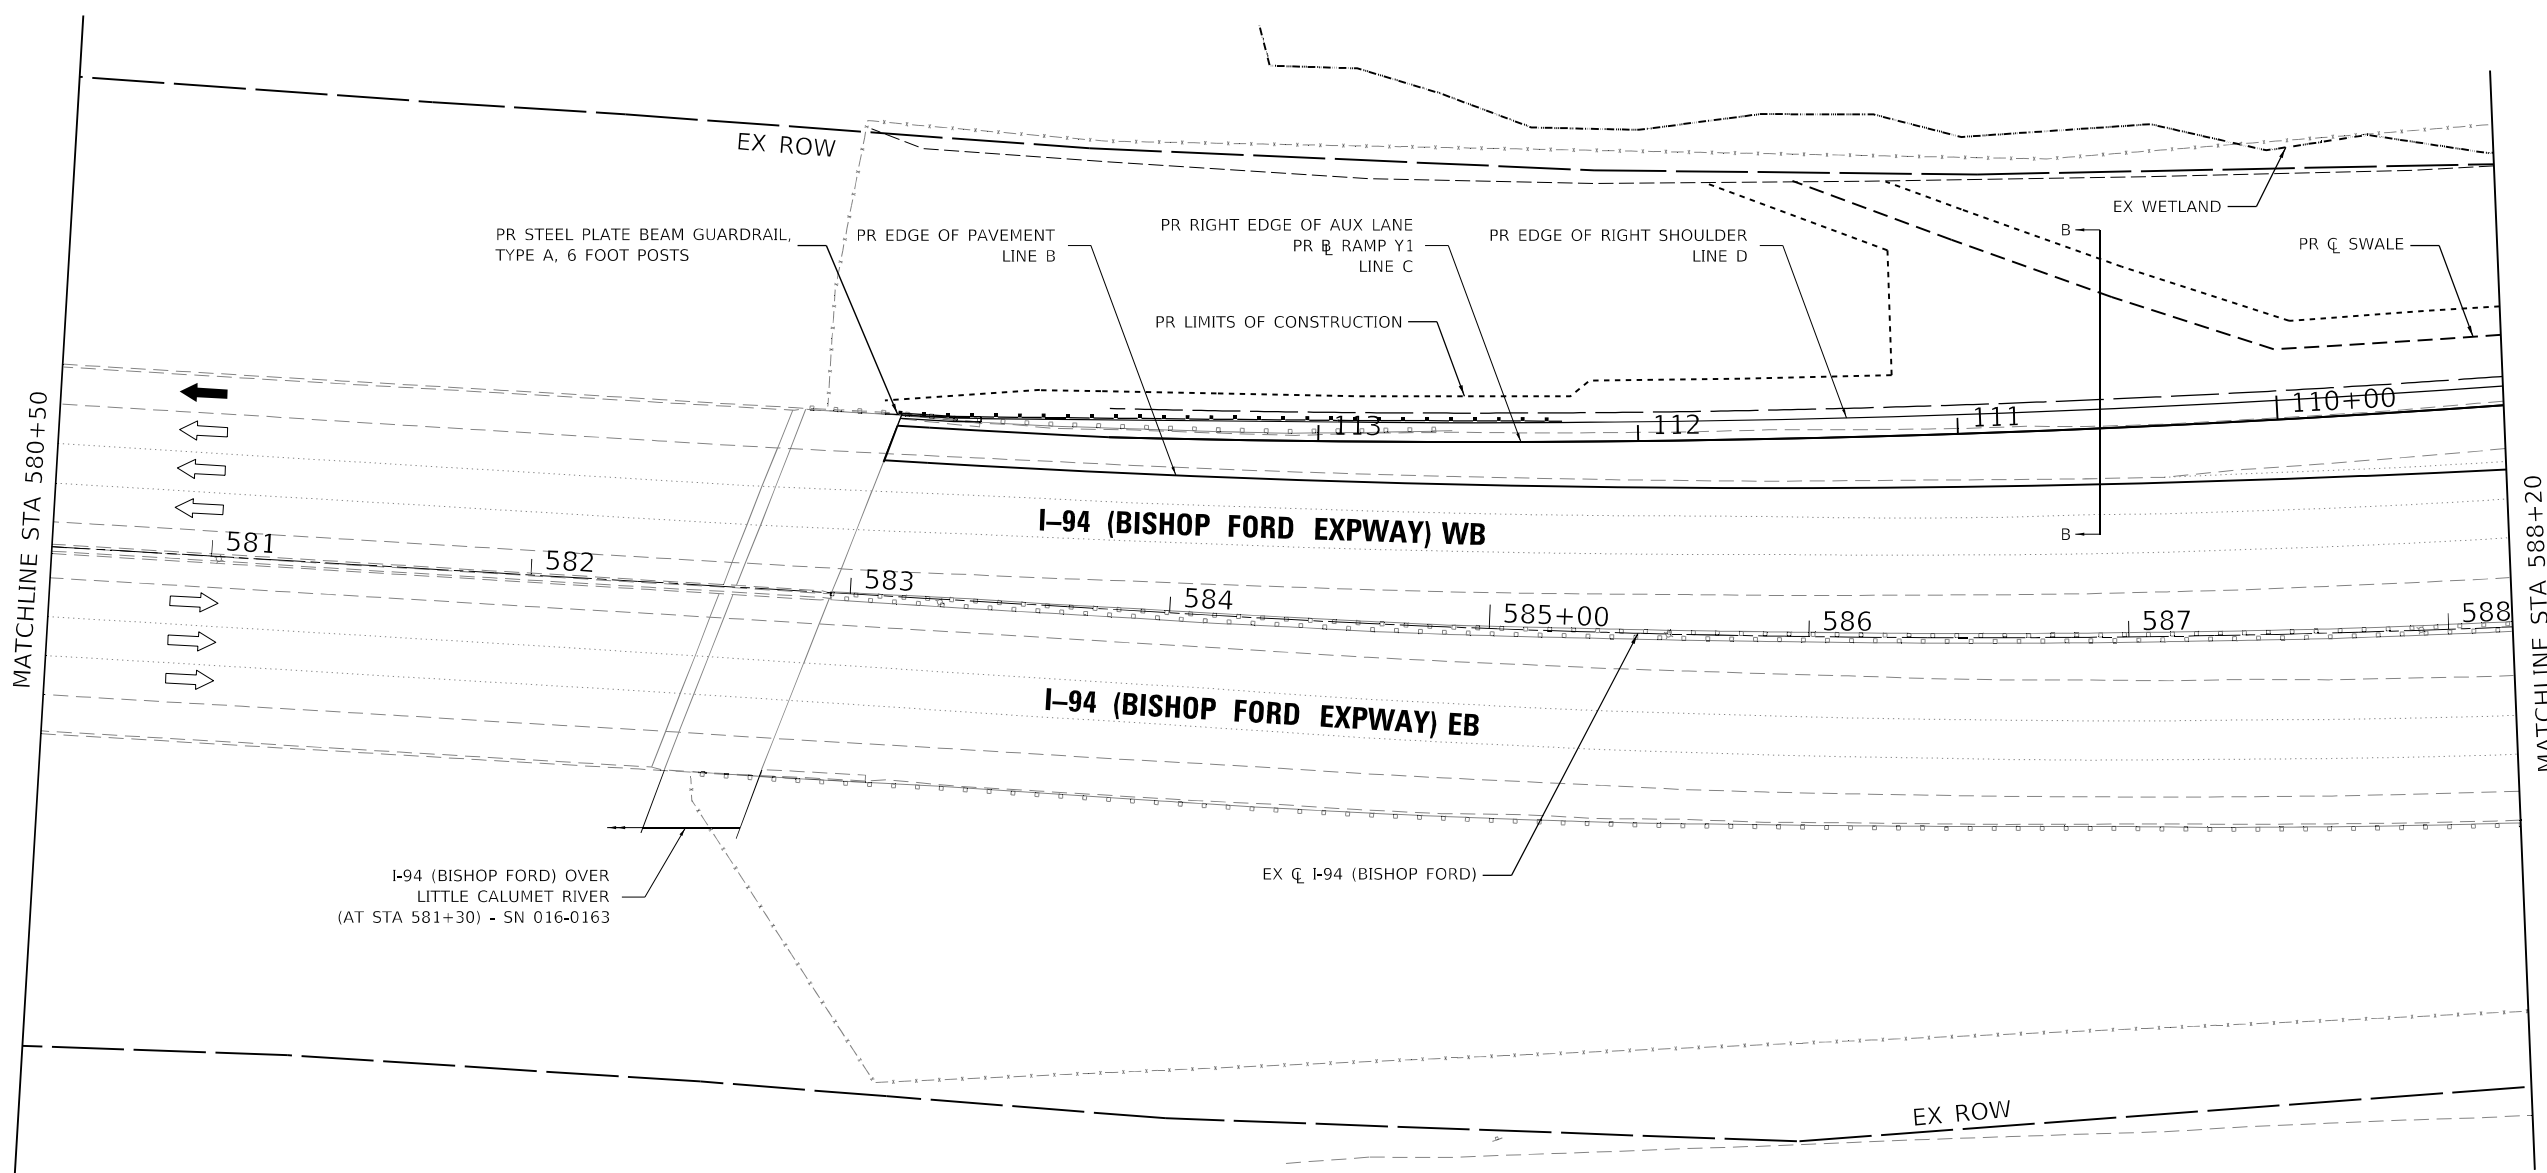 EX ROW
PR STEEL PLATE BEAM GUARDRAIL,
TYPE A, 6 FOOT POSTS
PR EDGE OF PAVEMENT
LINE B
PR RIGHT EDGE OF AUX LANE
PR BL RAMP Y1
LINE C
PR EDGE OF RIGHT SHOULDER
LINE D
EX WETLAND
B
PR CL SWALE
PR LIMITS OF CONSTRUCTION
113
112
111
110+00
MATCHLINE STA 580+50
I-94 (BISHOP FORD EXPWAY) WB
B
581
582
583
584
585+00
586
587
588
MATCHLINE STA 588+20
I-94 (BISHOP FORD EXPWAY) EB
I-94 (BISHOP FORD) OVER
LITTLE CALUMET RIVER
(AT STA 581+30) - SN 016-0163
EX CL I-94 (BISHOP FORD)
EX ROW